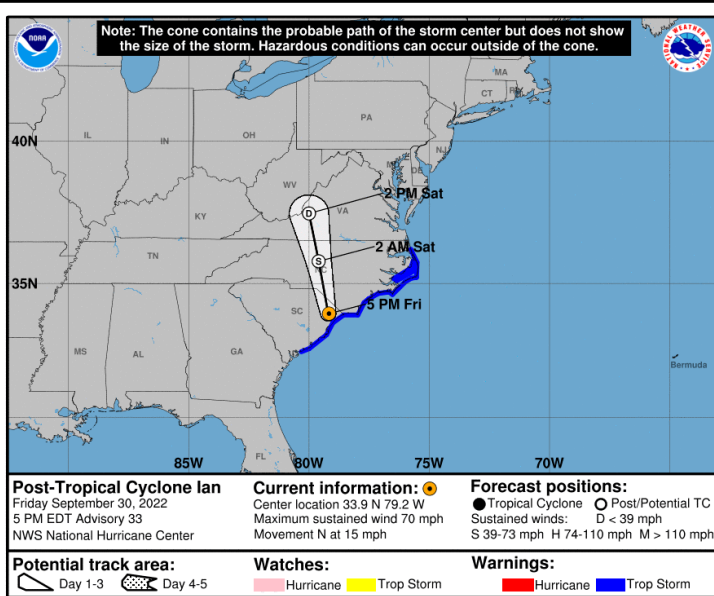 Note: The cone contains the probable path of the storm center but does not show
the size of the storm. Hazardous conditions can occur outside of the cone.
NOAA
MA
CT
RI
PA
40N
IL
IN
OH
NJ
DE
WV
VA
2 PM Sat
D
KY
2 AM Sat
S
NC
TN
35N
5 PM Fri
SC
MS
AL
GA
Bermuda
FL
85W
80W
75W
70W
Post-Tropical Cyclone Ian
Friday September 30, 2022
5 PM EDT Advisory 33
NWS National Hurricane Center
Current information:
Center location 33.9 N 79.2 W
Maximum sustained wind 70 mph
Movement N at 15 mph
Forecast positions:
Tropical Cyclone Post/Potential TC
Sustained winds: D < 39 mph
S 39-73 mph H 74-110 mph M > 110 mph
Potential track area:
Day 1-3 Day 4-5
Watches:
Hurricane Trop Storm
Warnings:
Hurricane Trop Storm